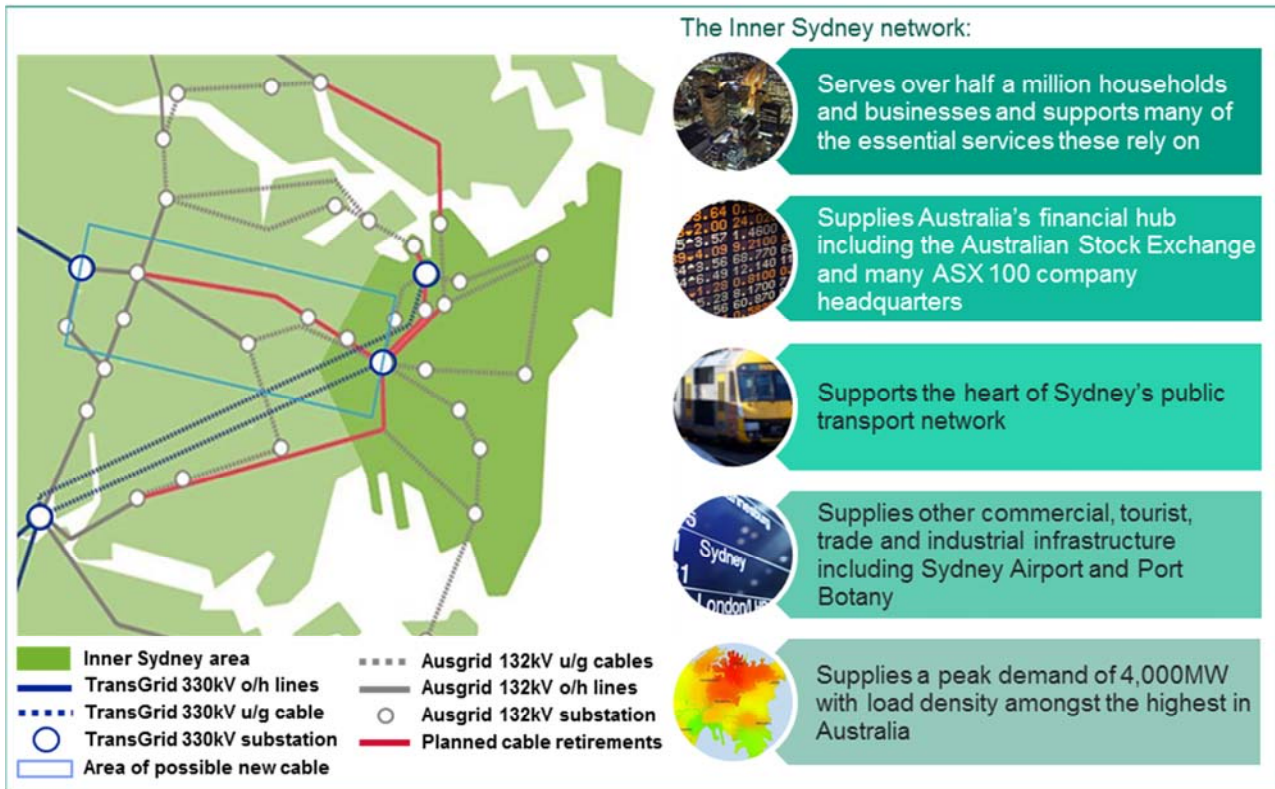 The Inner Sydney network:
Serves over half a million households
and businesses and supports many of
the essential services these rely on
Supplies Australia's financial hub
including the Australian Stock Exchange
and many ASX 100 company
headquarters
Supports the heart of Sydney's public
transport network
Sydney
London
Supplies other commercial, tourist,
trade and industrial infrastructure
including Sydney Airport and Port
Botany
Supplies a peak demand of 4,000MW
with load density amongst the highest in
Australia
Inner Sydney area
TransGrid 330kV o/h lines
TransGrid 330kV u/g cable
TransGrid 330kV substation
Area of possible new cable
Ausgrid 132kV u/g cables
Ausgrid 132kV o/h lines
Ausgrid 132kV substation
Planned cable retirements